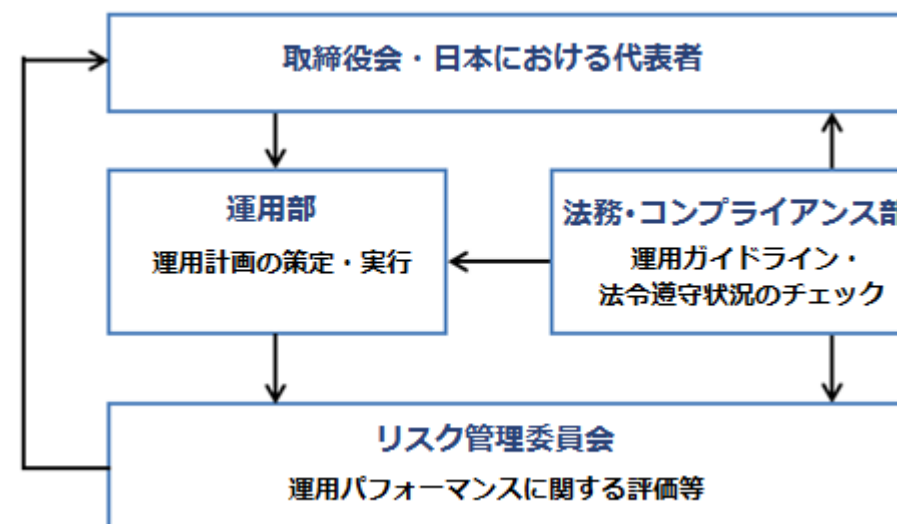 取締役会・日本における代表者
運用部
運用計画の策定・実行
法務・コンプライアンス部
運用ガイドライン・
法令遵守状況のチェック
リスク管理委員会
運用パフォーマンスに関する評価等